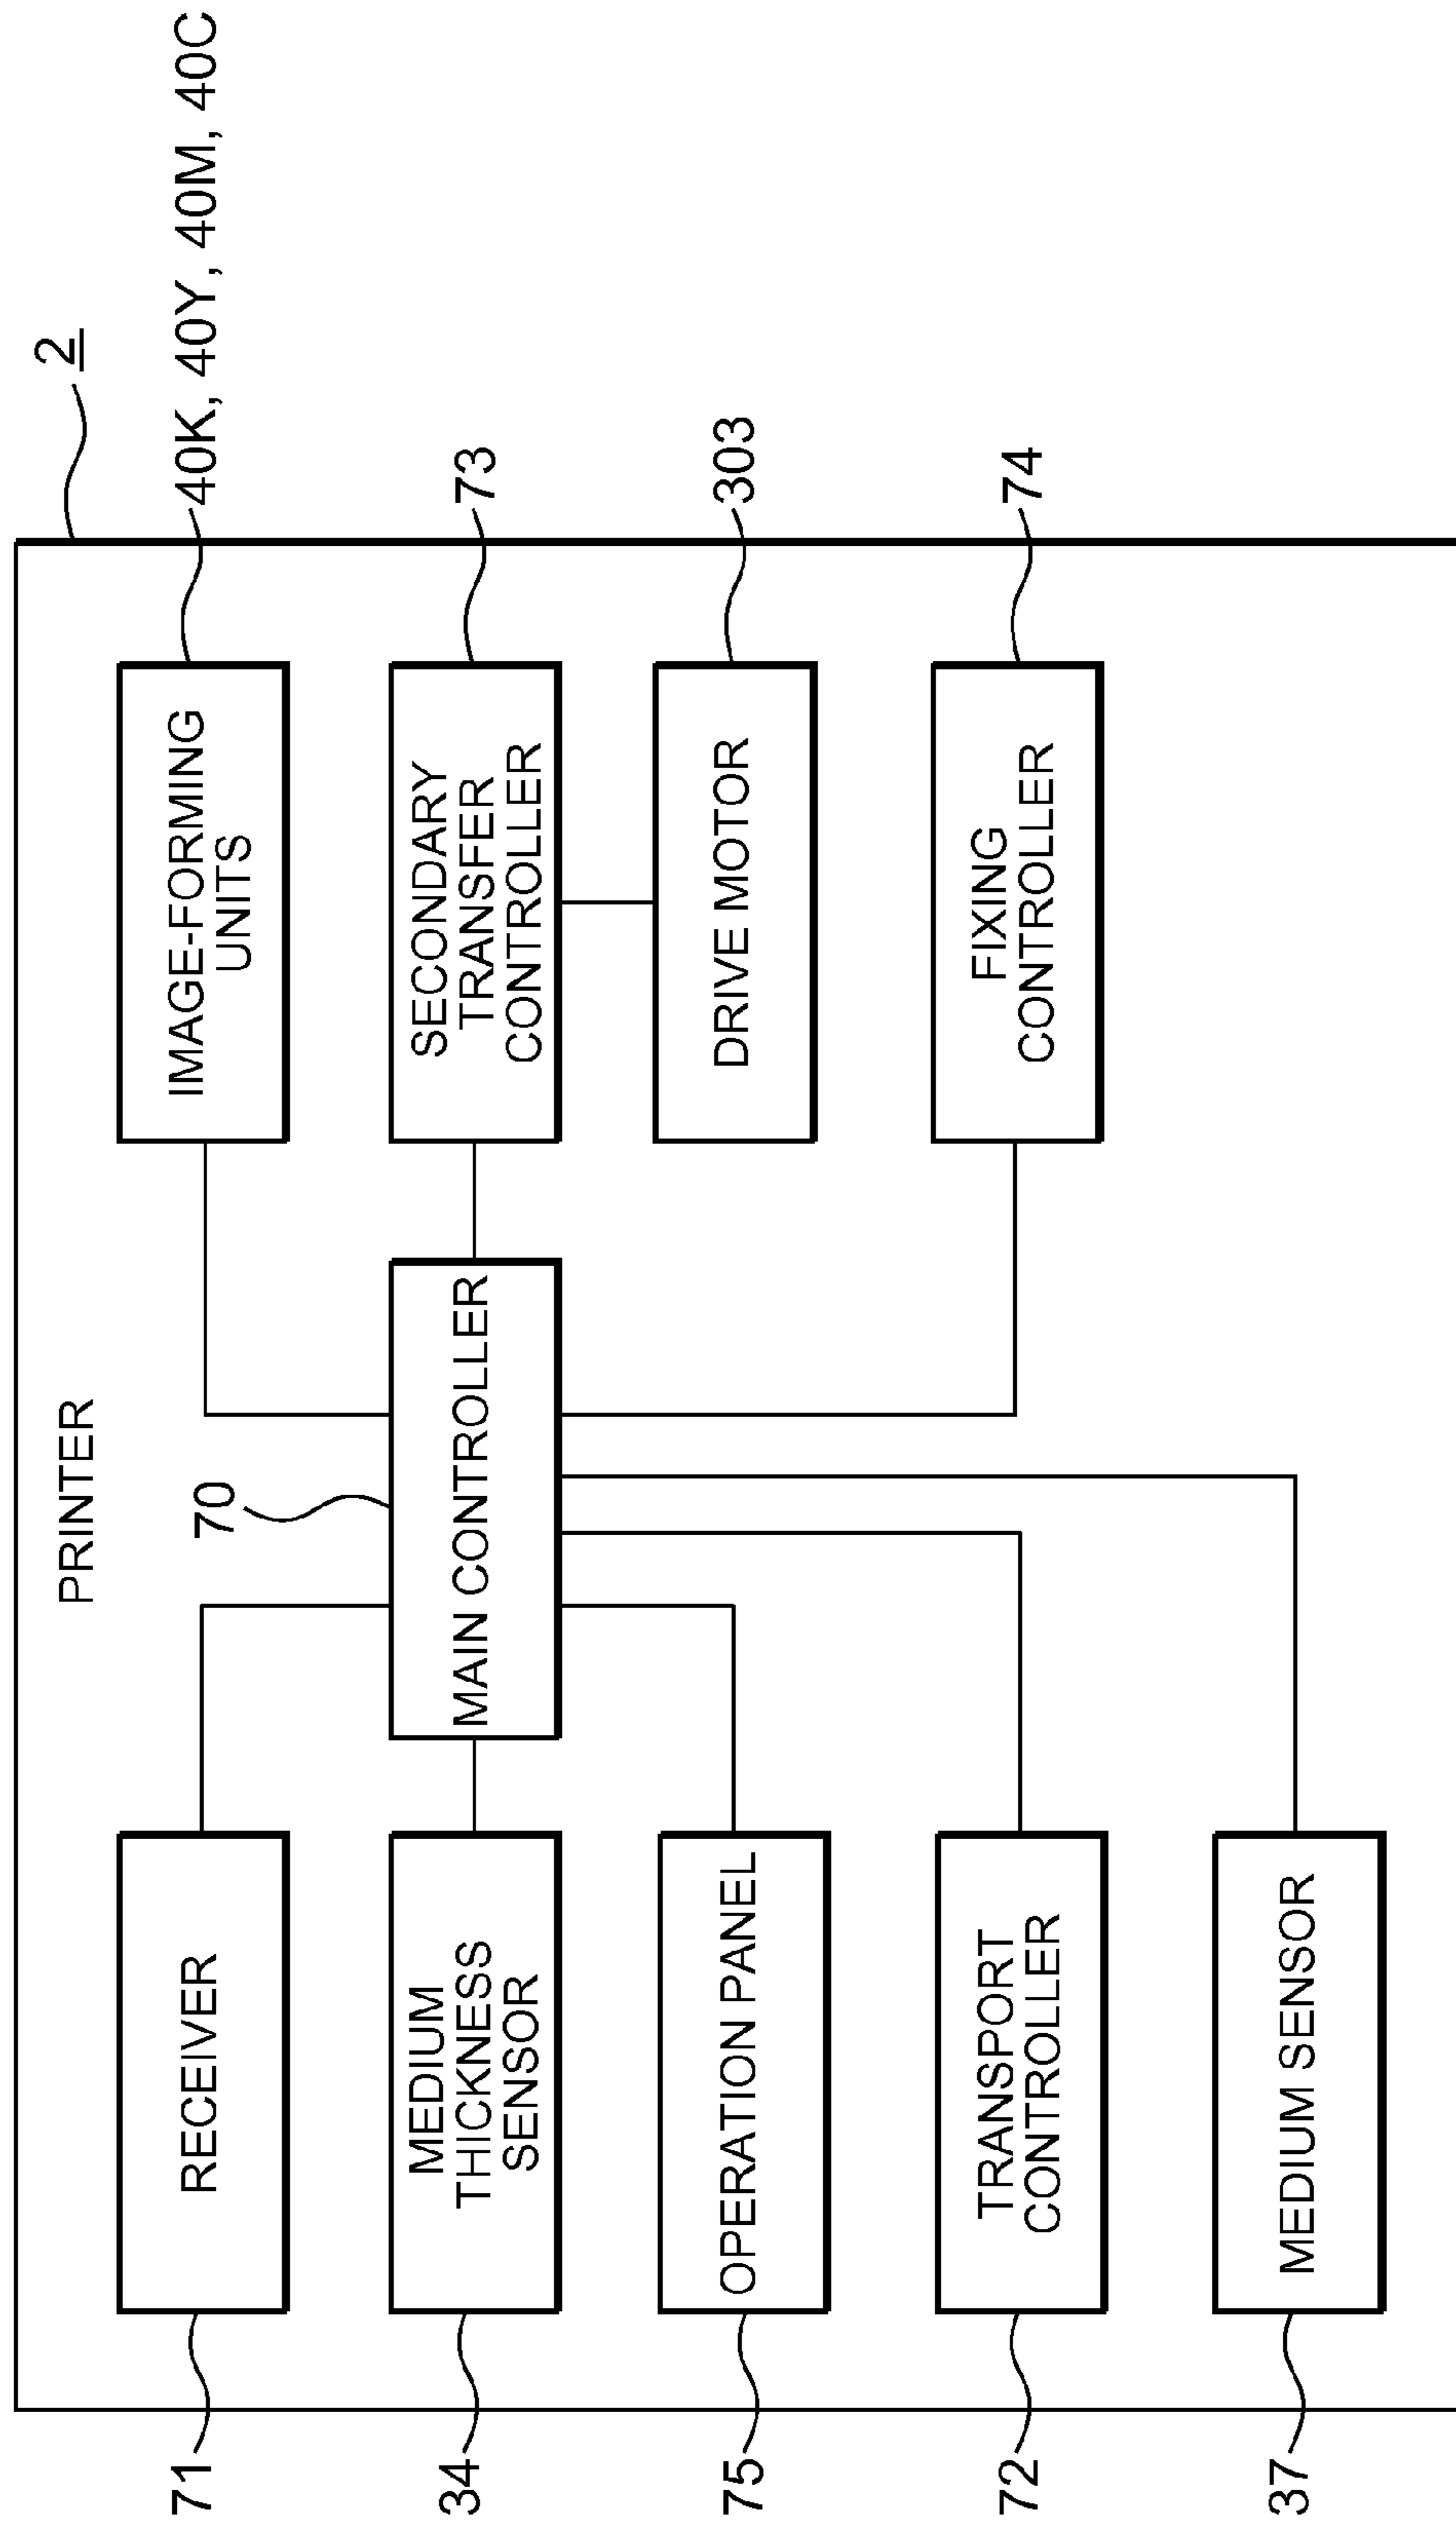 PRINTER
2
70
MAIN CONTROLLER
71
RECEIVER
34
MEDIUM
THICKNESS
SENSOR
75
OPERATION PANEL
72
TRANSPORT
CONTROLLER
37
MEDIUM SENSOR
IMAGE-FORMING
UNITS
40K, 40Y, 40M, 40C
SECONDARY
TRANSFER
CONTROLLER
73
DRIVE MOTOR
303
FIXING
CONTROLLER
74